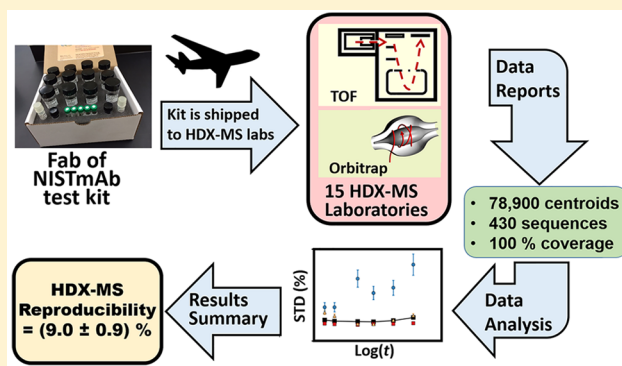 Fab of
NISTmAb
test kit
Kit is shipped
to HDX-MS labs
TOF
Orbitrap
15 HDX-MS
Laboratories
Data
Reports
• 78,900 centroids
• 430 sequences
• 100 % coverage
Data
Analysis
STD (%)
Log(t)
Results
Summary
HDX-MS
Reproducibility
= (9.0 ± 0.9) %